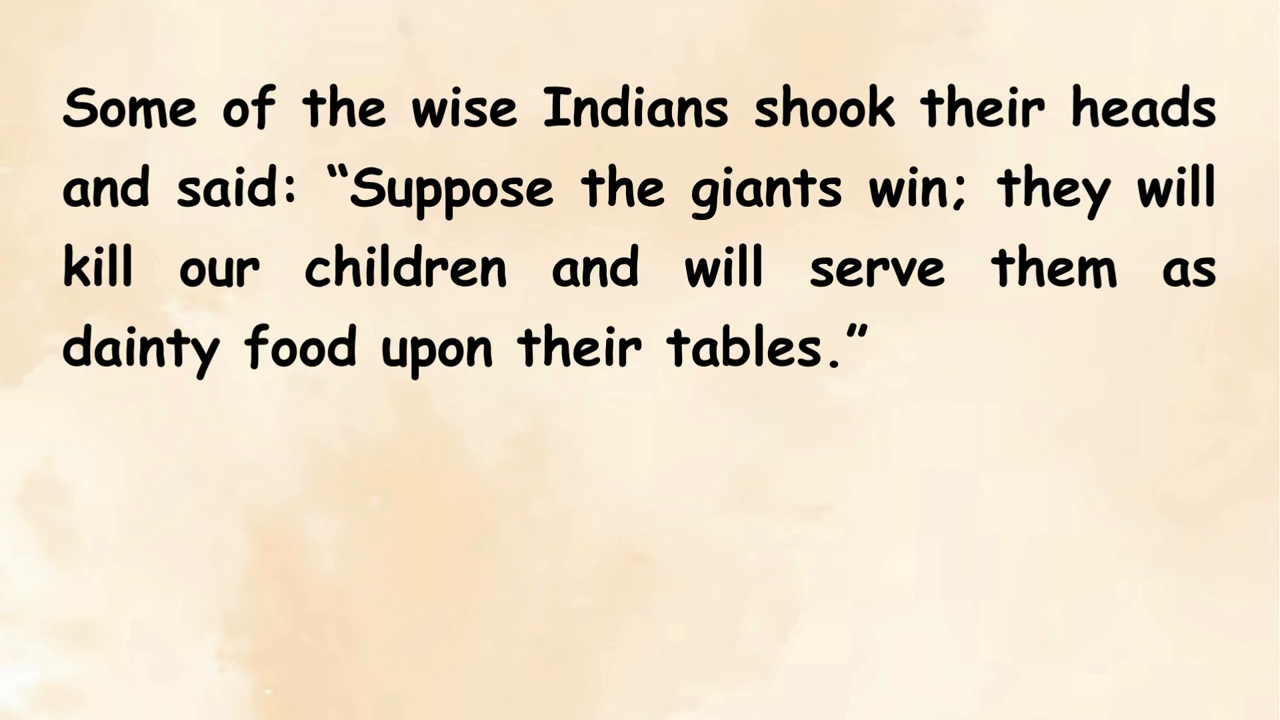 Some of the wise Indians shook their heads
and said: “Suppose the giants win; they will
kill our children and will serve them as
dainty food upon their tables.”